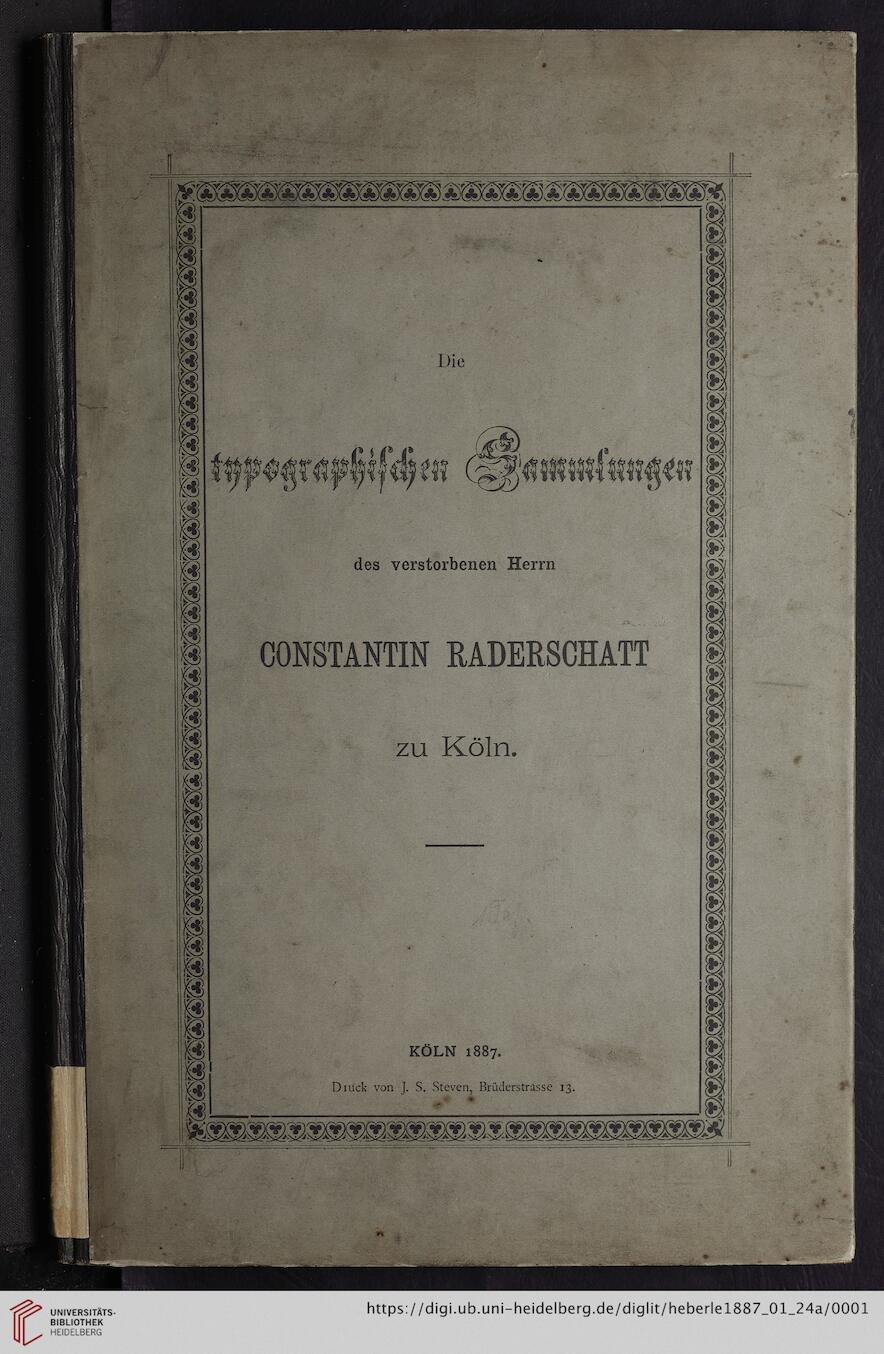 Die
typographischen Sammlungen
des verstorbenen Herrn
CONSTANTIN RADERSCHATT
zu Köln.
KÖLN 1887.
Druck von J. S. Steven, Brüderstrasse 13.
UNIVERSITÄTS-
BIBLIOTHEK
HEIDELBERG
https://digi.ub.uni-heidelberg.de/diglit/heberle1887_01_24a/0001